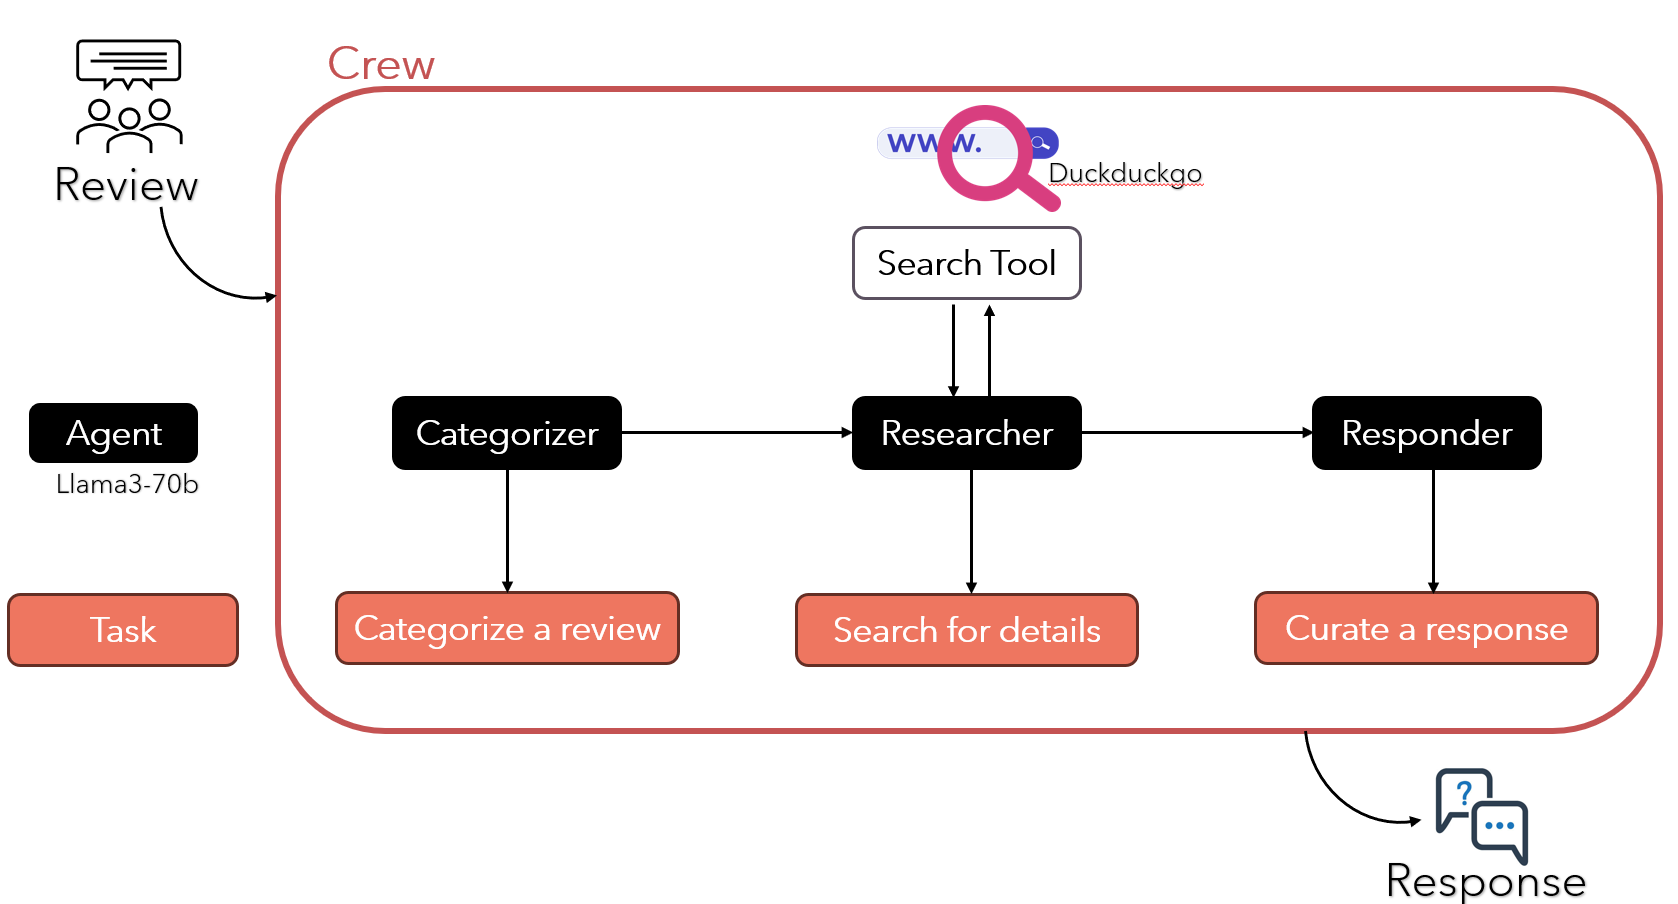 Crew
Review
www.
Duckduckgo
Search Tool
Agent
Llama3-70b
Categorizer
Researcher
Responder
Task
Categorize a review
Search for details
Curate a response
?
Response